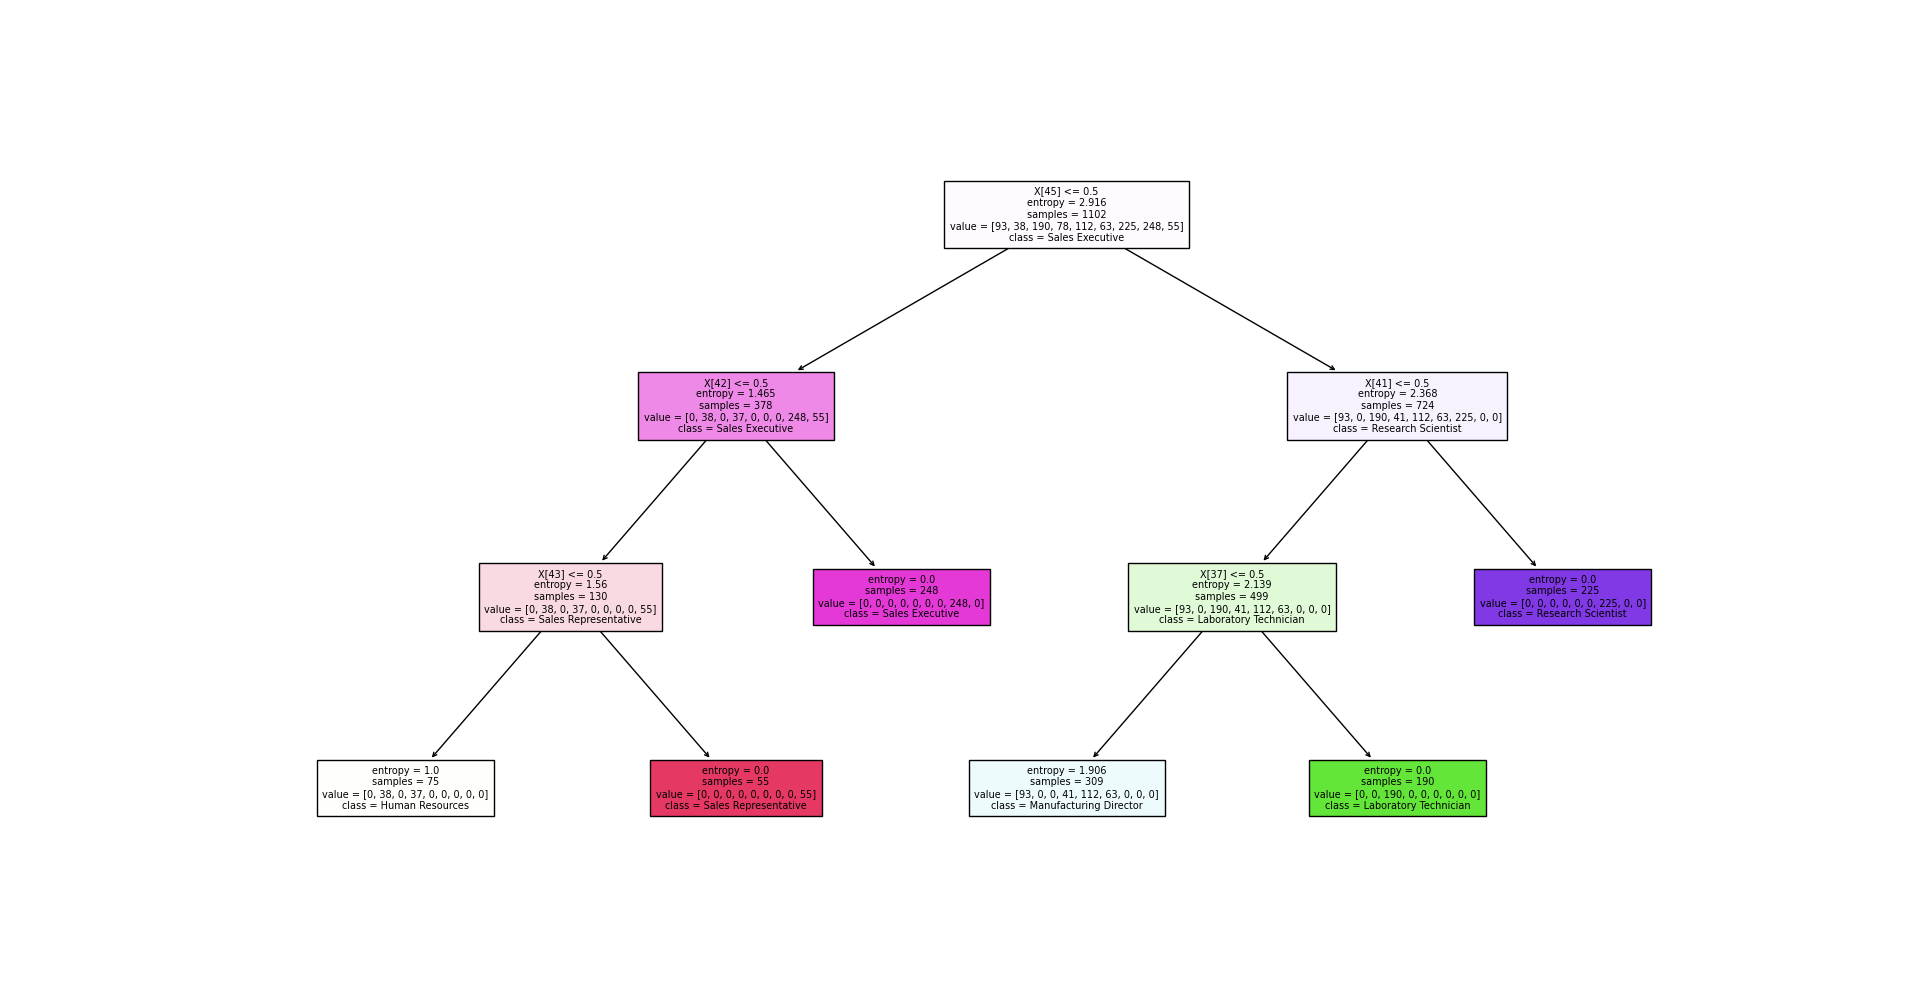 X[45] <= 0.5
entropy = 2.916
samples = 1102
value = [93, 38, 190, 78, 112, 63, 225, 248, 55]
class = Sales Executive
X[42] <= 0.5
entropy = 1.465
samples = 378
value = [0, 38, 0, 37, 0, 0, 0, 248, 55]
class = Sales Executive
X[41] <= 0.5
entropy = 2.368
samples = 724
value = [93, 0, 190, 41, 112, 63, 225, 0, 0]
class = Research Scientist
X[43] <= 0.5
entropy = 1.56
samples = 130
value = [0, 38, 0, 37, 0, 0, 0, 0, 55]
class = Sales Representative
entropy = 0.0
samples = 248
value = [0, 0, 0, 0, 0, 0, 0, 248, 0]
class = Sales Executive
X[37] <= 0.5
entropy = 2.139
samples = 499
value = [93, 0, 190, 41, 112, 63, 0, 0, 0]
class = Laboratory Technician
entropy = 0.0
samples = 225
value = [0, 0, 0, 0, 0, 0, 225, 0, 0]
class = Research Scientist
entropy = 1.0
samples = 75
value = [0, 38, 0, 37, 0, 0, 0, 0, 0]
class = Human Resources
entropy = 0.0
samples = 55
value = [0, 0, 0, 0, 0, 0, 0, 0, 55]
class = Sales Representative
entropy = 1.906
samples = 309
value = [93, 0, 0, 41, 112, 63, 0, 0, 0]
class = Manufacturing Director
entropy = 0.0
samples = 190
value = [0, 0, 190, 0, 0, 0, 0, 0, 0]
class = Laboratory Technician